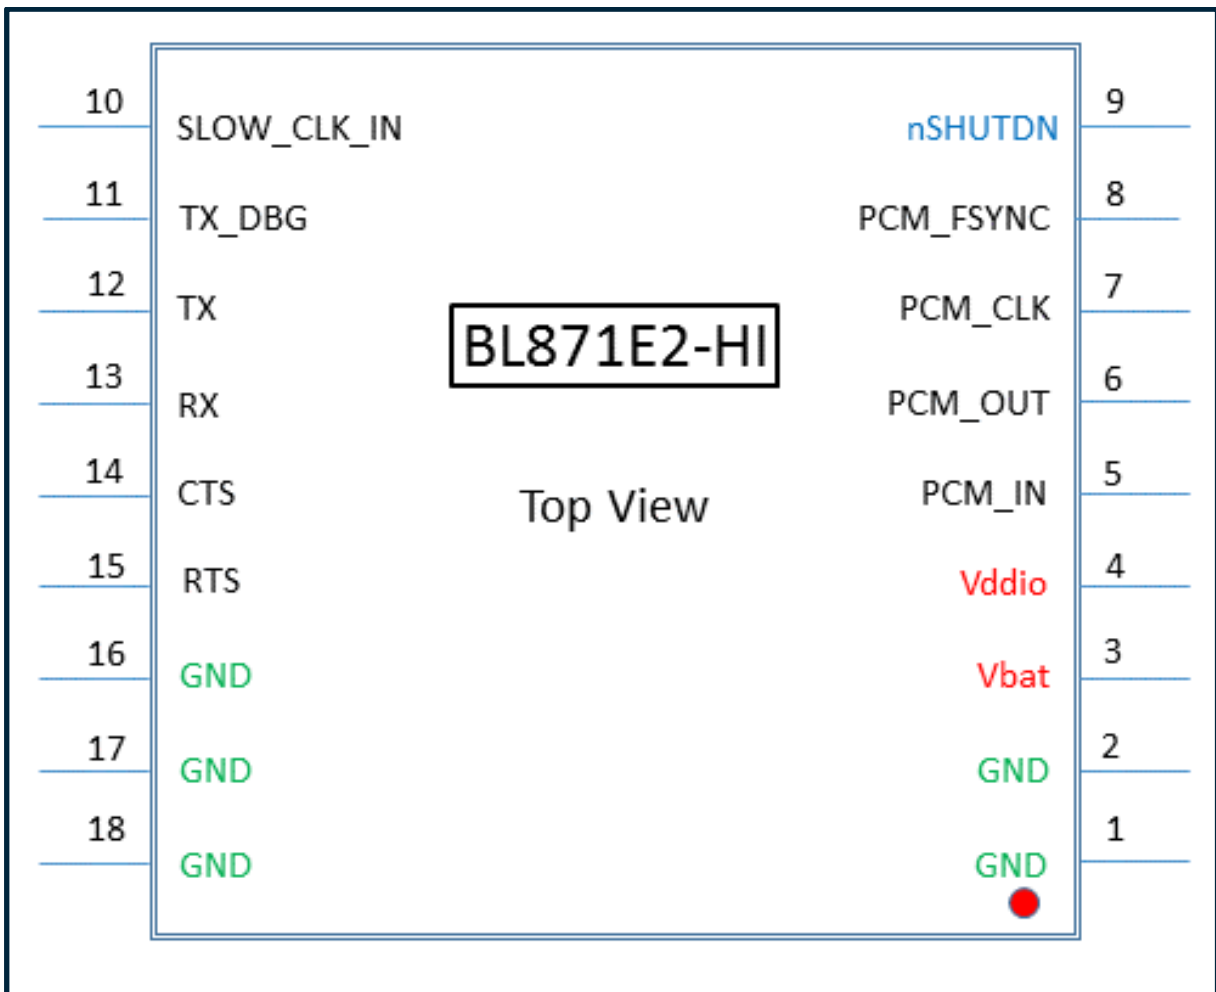 10 SLOW_CLK_IN nSHUTDN 9
11 TX_DBG PCM_FSYNC 8
12 TX PCM_CLK 7
BL871E2-HI
13 RX PCM_OUT 6
14 CTS PCM_IN 5
Top View
15 RTS Vddio 4
16 GND Vbat 3
17 GND GND 2
18 GND GND 1